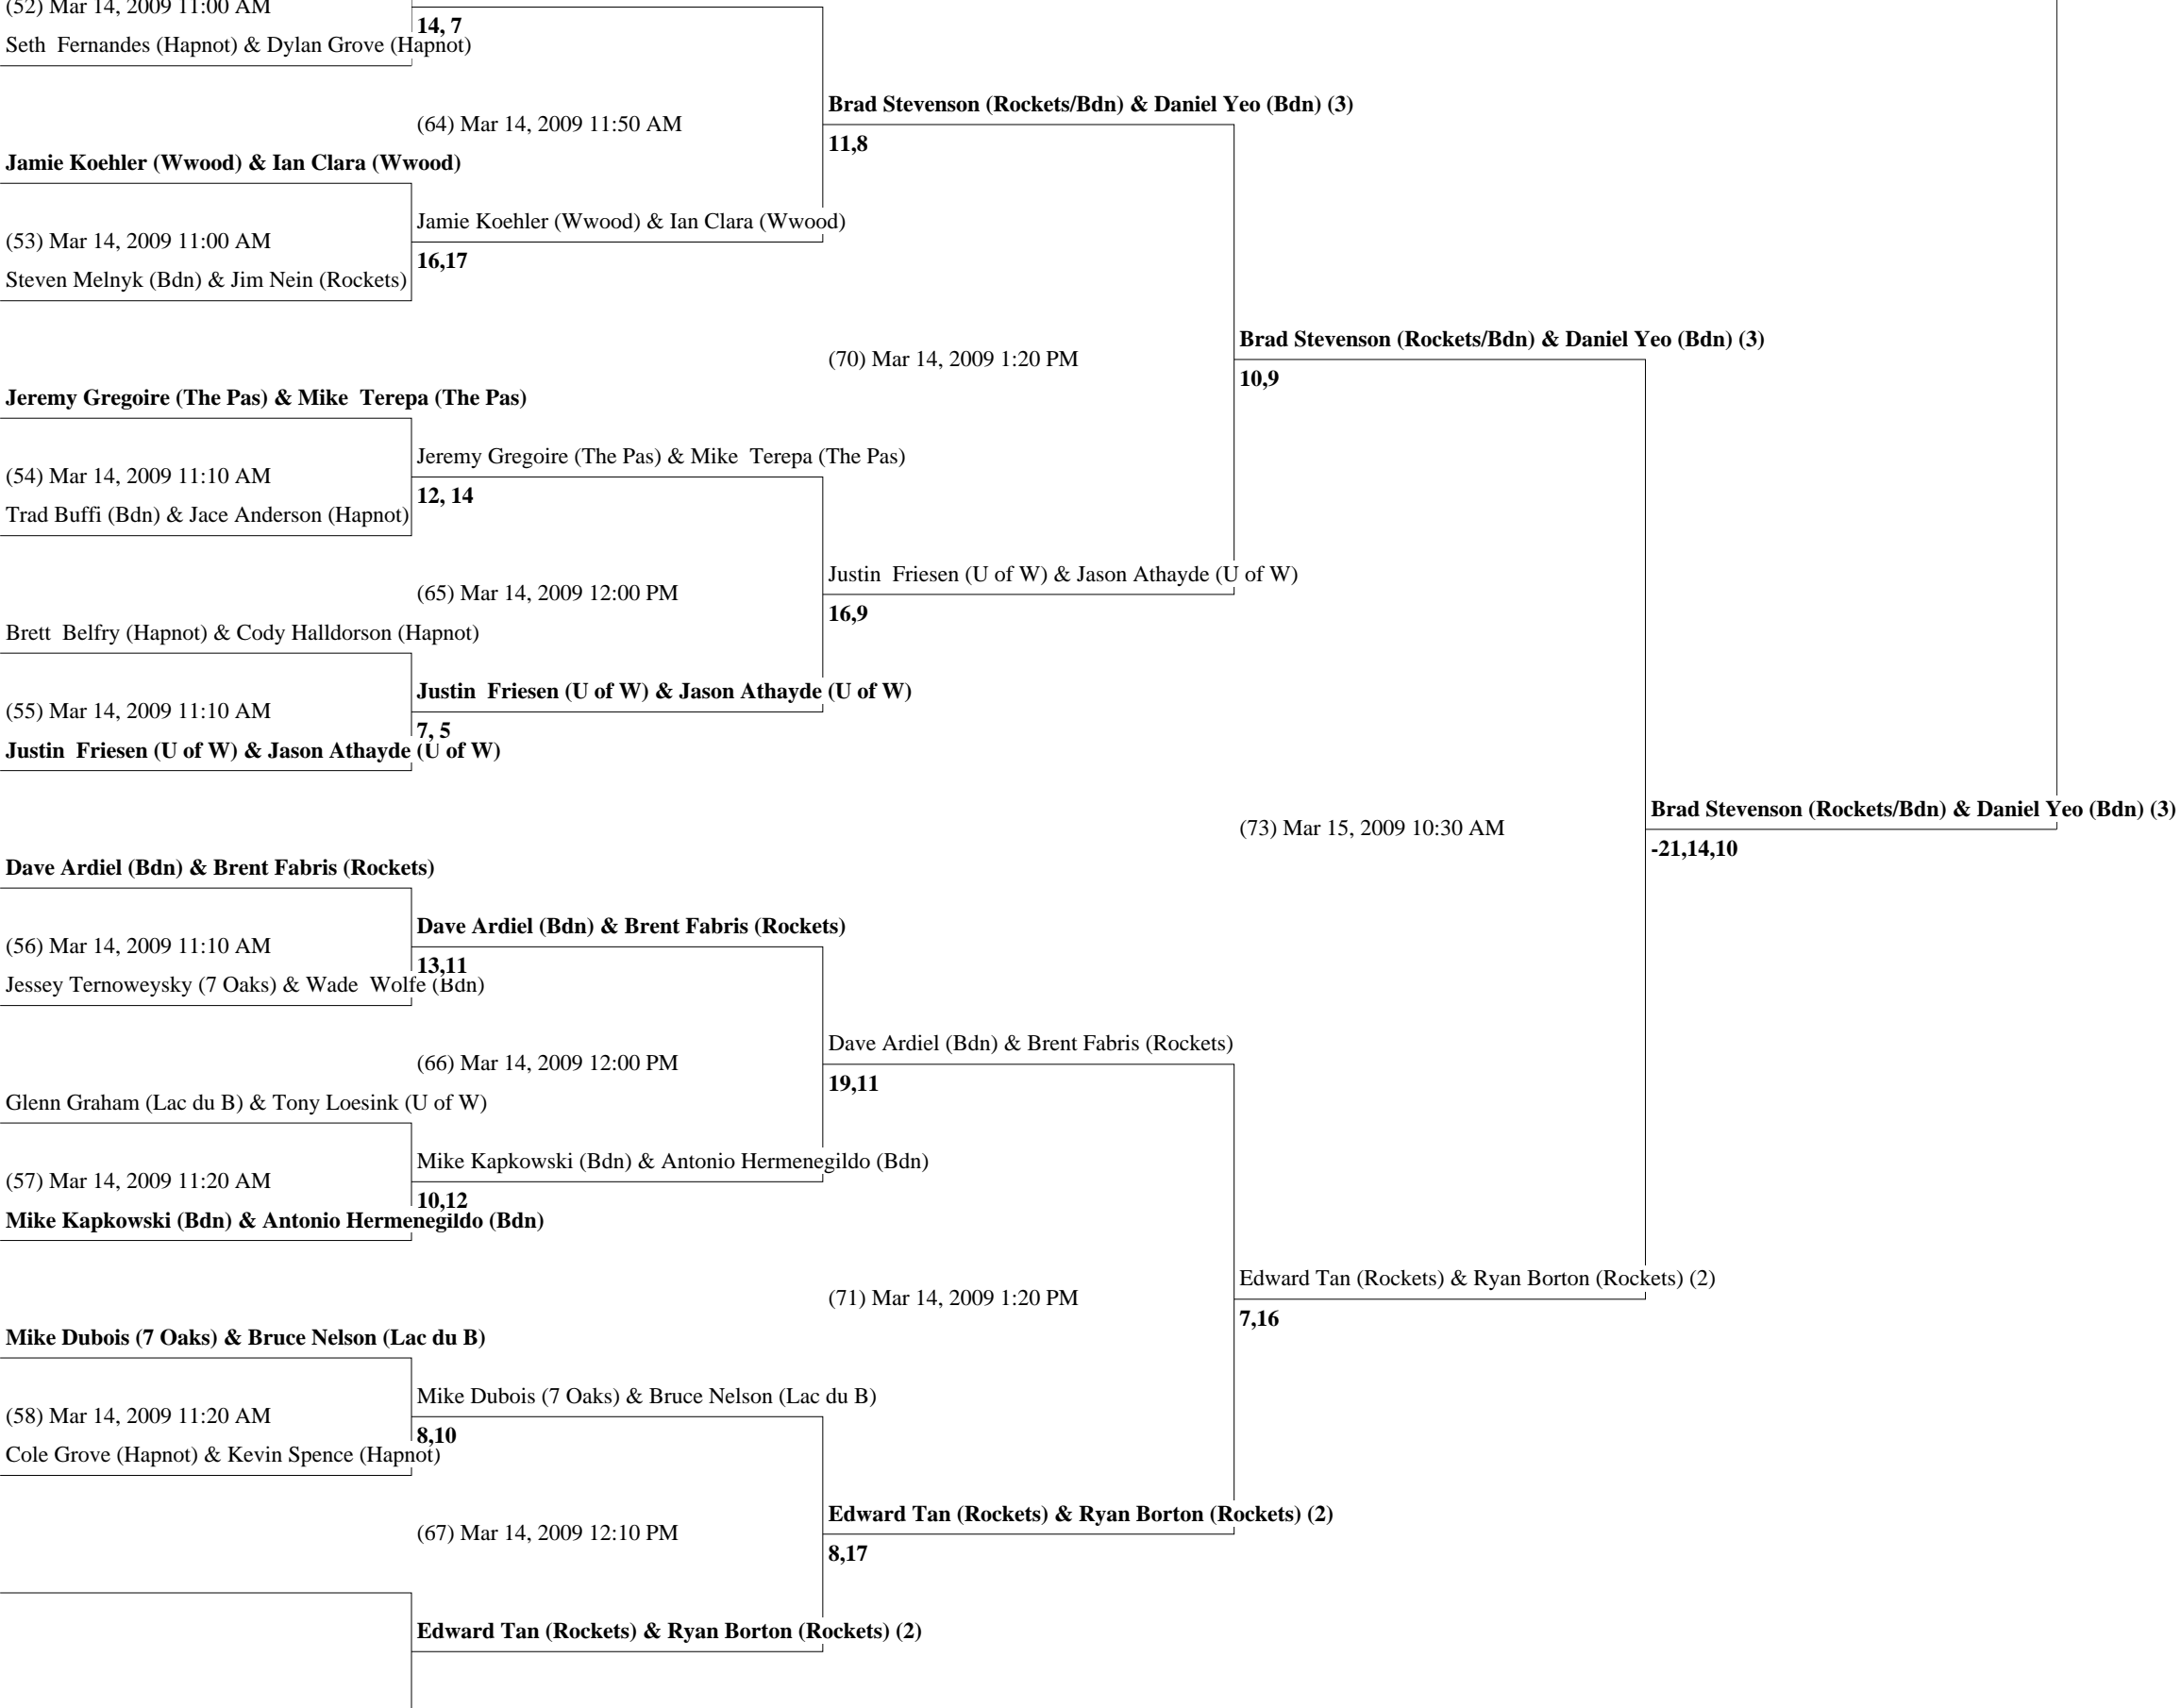 (52) Mar 14, 2009 11:00 AM
14, 7
Seth  Fernandes (Hapnot) & Dylan Grove (Hapnot)
Brad Stevenson (Rockets/Bdn) & Daniel Yeo (Bdn) (3)
(64) Mar 14, 2009 11:50 AM
11,8
Jamie Koehler (Wwood) & Ian Clara (Wwood)
Jamie Koehler (Wwood) & Ian Clara (Wwood)
(53) Mar 14, 2009 11:00 AM
16,17
Steven Melnyk (Bdn) & Jim Nein (Rockets)
Brad Stevenson (Rockets/Bdn) & Daniel Yeo (Bdn) (3)
(70) Mar 14, 2009 1:20 PM
10,9
Jeremy Gregoire (The Pas) & Mike  Terepa (The Pas)
Jeremy Gregoire (The Pas) & Mike  Terepa (The Pas)
(54) Mar 14, 2009 11:10 AM
12, 14
Trad Buffi (Bdn) & Jace Anderson (Hapnot)
Justin  Friesen (U of W) & Jason Athayde (U of W)
(65) Mar 14, 2009 12:00 PM
16,9
Brett  Belfry (Hapnot) & Cody Halldorson (Hapnot)
Justin  Friesen (U of W) & Jason Athayde (U of W)
(55) Mar 14, 2009 11:10 AM
7, 5
Justin  Friesen (U of W) & Jason Athayde (U of W)
Brad Stevenson (Rockets/Bdn) & Daniel Yeo (Bdn) (3)
(73) Mar 15, 2009 10:30 AM
-21,14,10
Dave Ardiel (Bdn) & Brent Fabris (Rockets)
Dave Ardiel (Bdn) & Brent Fabris (Rockets)
(56) Mar 14, 2009 11:10 AM
13,11
Jessey Ternoweysky (7 Oaks) & Wade  Wolfe (Bdn)
Dave Ardiel (Bdn) & Brent Fabris (Rockets)
(66) Mar 14, 2009 12:00 PM
19,11
Glenn Graham (Lac du B) & Tony Loesink (U of W)
Mike Kapkowski (Bdn) & Antonio Hermenegildo (Bdn)
(57) Mar 14, 2009 11:20 AM
10,12
Mike Kapkowski (Bdn) & Antonio Hermenegildo (Bdn)
Edward Tan (Rockets) & Ryan Borton (Rockets) (2)
(71) Mar 14, 2009 1:20 PM
7,16
Mike Dubois (7 Oaks) & Bruce Nelson (Lac du B)
Mike Dubois (7 Oaks) & Bruce Nelson (Lac du B)
(58) Mar 14, 2009 11:20 AM
8,10
Cole Grove (Hapnot) & Kevin Spence (Hapnot)
Edward Tan (Rockets) & Ryan Borton (Rockets) (2)
(67) Mar 14, 2009 12:10 PM
8,17
Edward Tan (Rockets) & Ryan Borton (Rockets) (2)